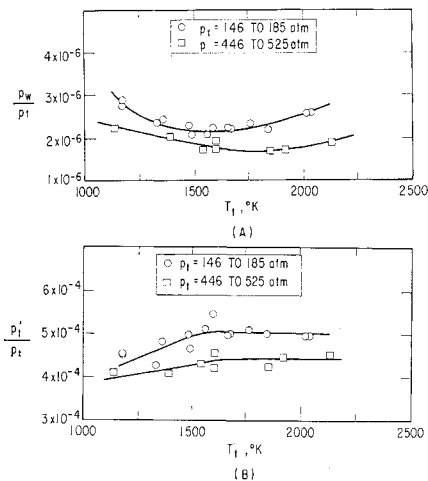 p_t = 146 TO 185 atm
p = 446 TO 525 atm
5x10⁻⁶
4x10⁻⁶
3x10⁻⁶
2x10⁻⁶
1x10⁻⁶
p_w
p_t
1000 1500 2000 2500
T_t , °K
(A)
p_t = 146 TO 185 atm
p_t = 446 TO 525 atm
6x10⁻⁴
5x10⁻⁴
4x10⁻⁴
3x10⁻⁴
p_t'
p_t
1000 1500 2000 2500
T_t , °K
(B)